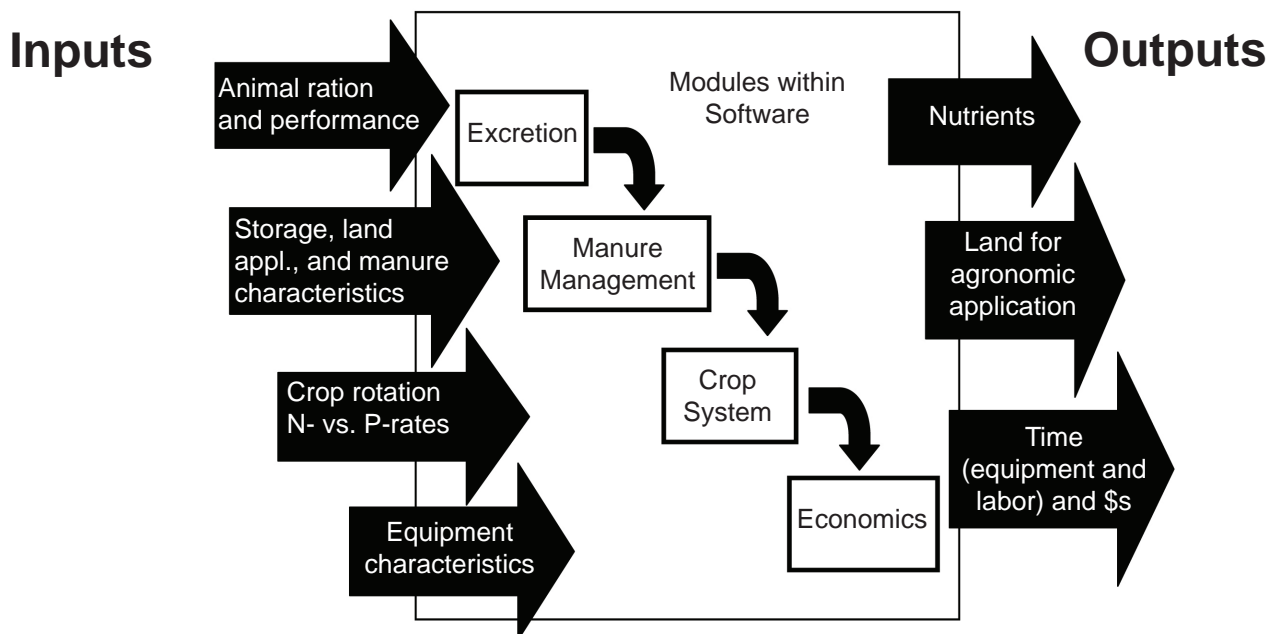 Inputs
Outputs
Animal ration
and performance
Storage, land
appl., and manure
characteristics
Crop rotation
N- vs. P-rates
Equipment
characteristics
Modules within
Software
Excretion
Manure
Management
Crop
System
Economics
Nutrients
Land for
agronomic
application
Time
(equipment and
labor) and $s